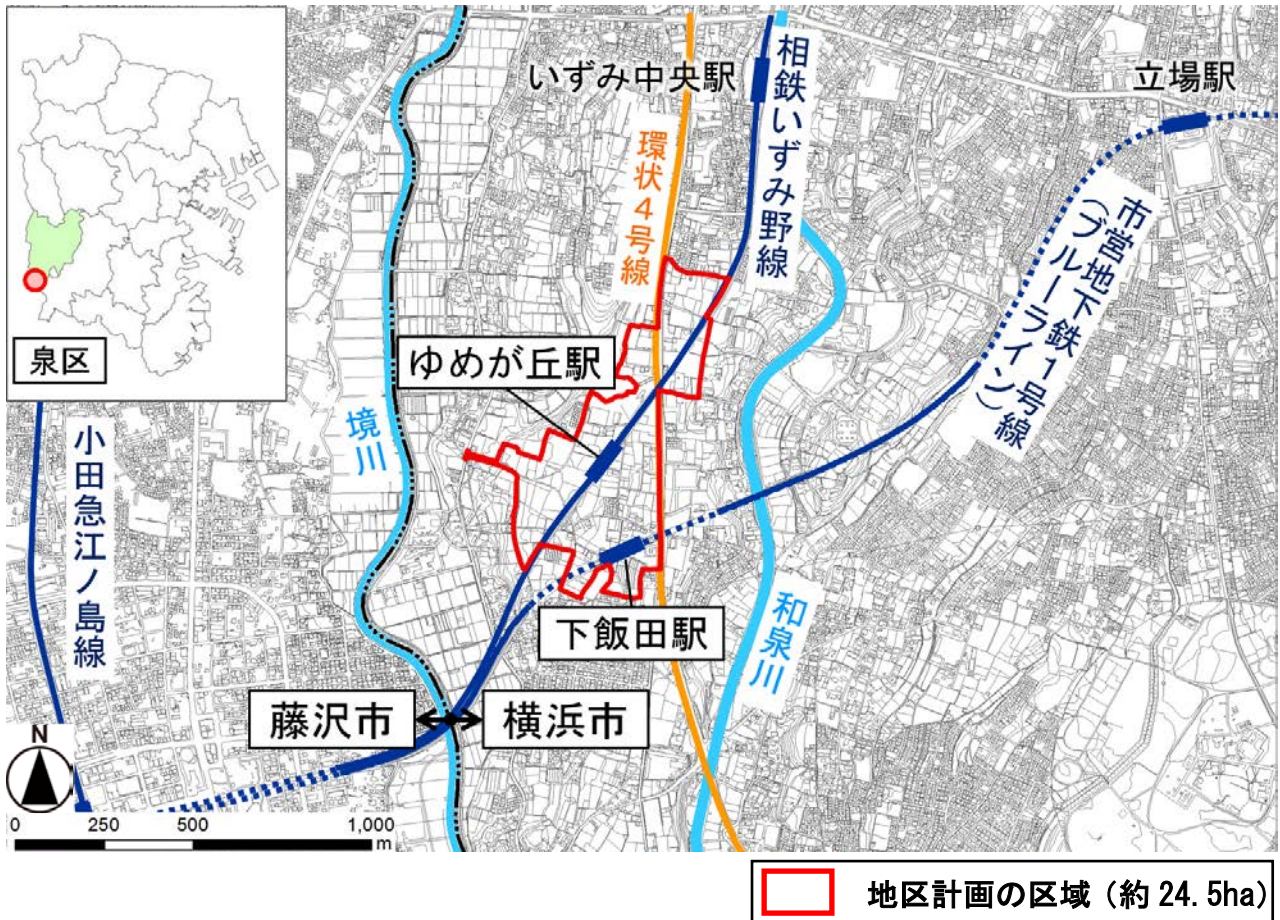 いずみ中央駅
相鉄いずみ野線
立場駅
環状4号線
市営地下鉄1号線
(ブルーライン)
泉区
ゆめが丘駅
境川
小田急江ノ島線
下飯田駅
和泉川
藤沢市
横浜市
N
0 250 500 1,000
m
地区計画の区域 (約 24.5ha)